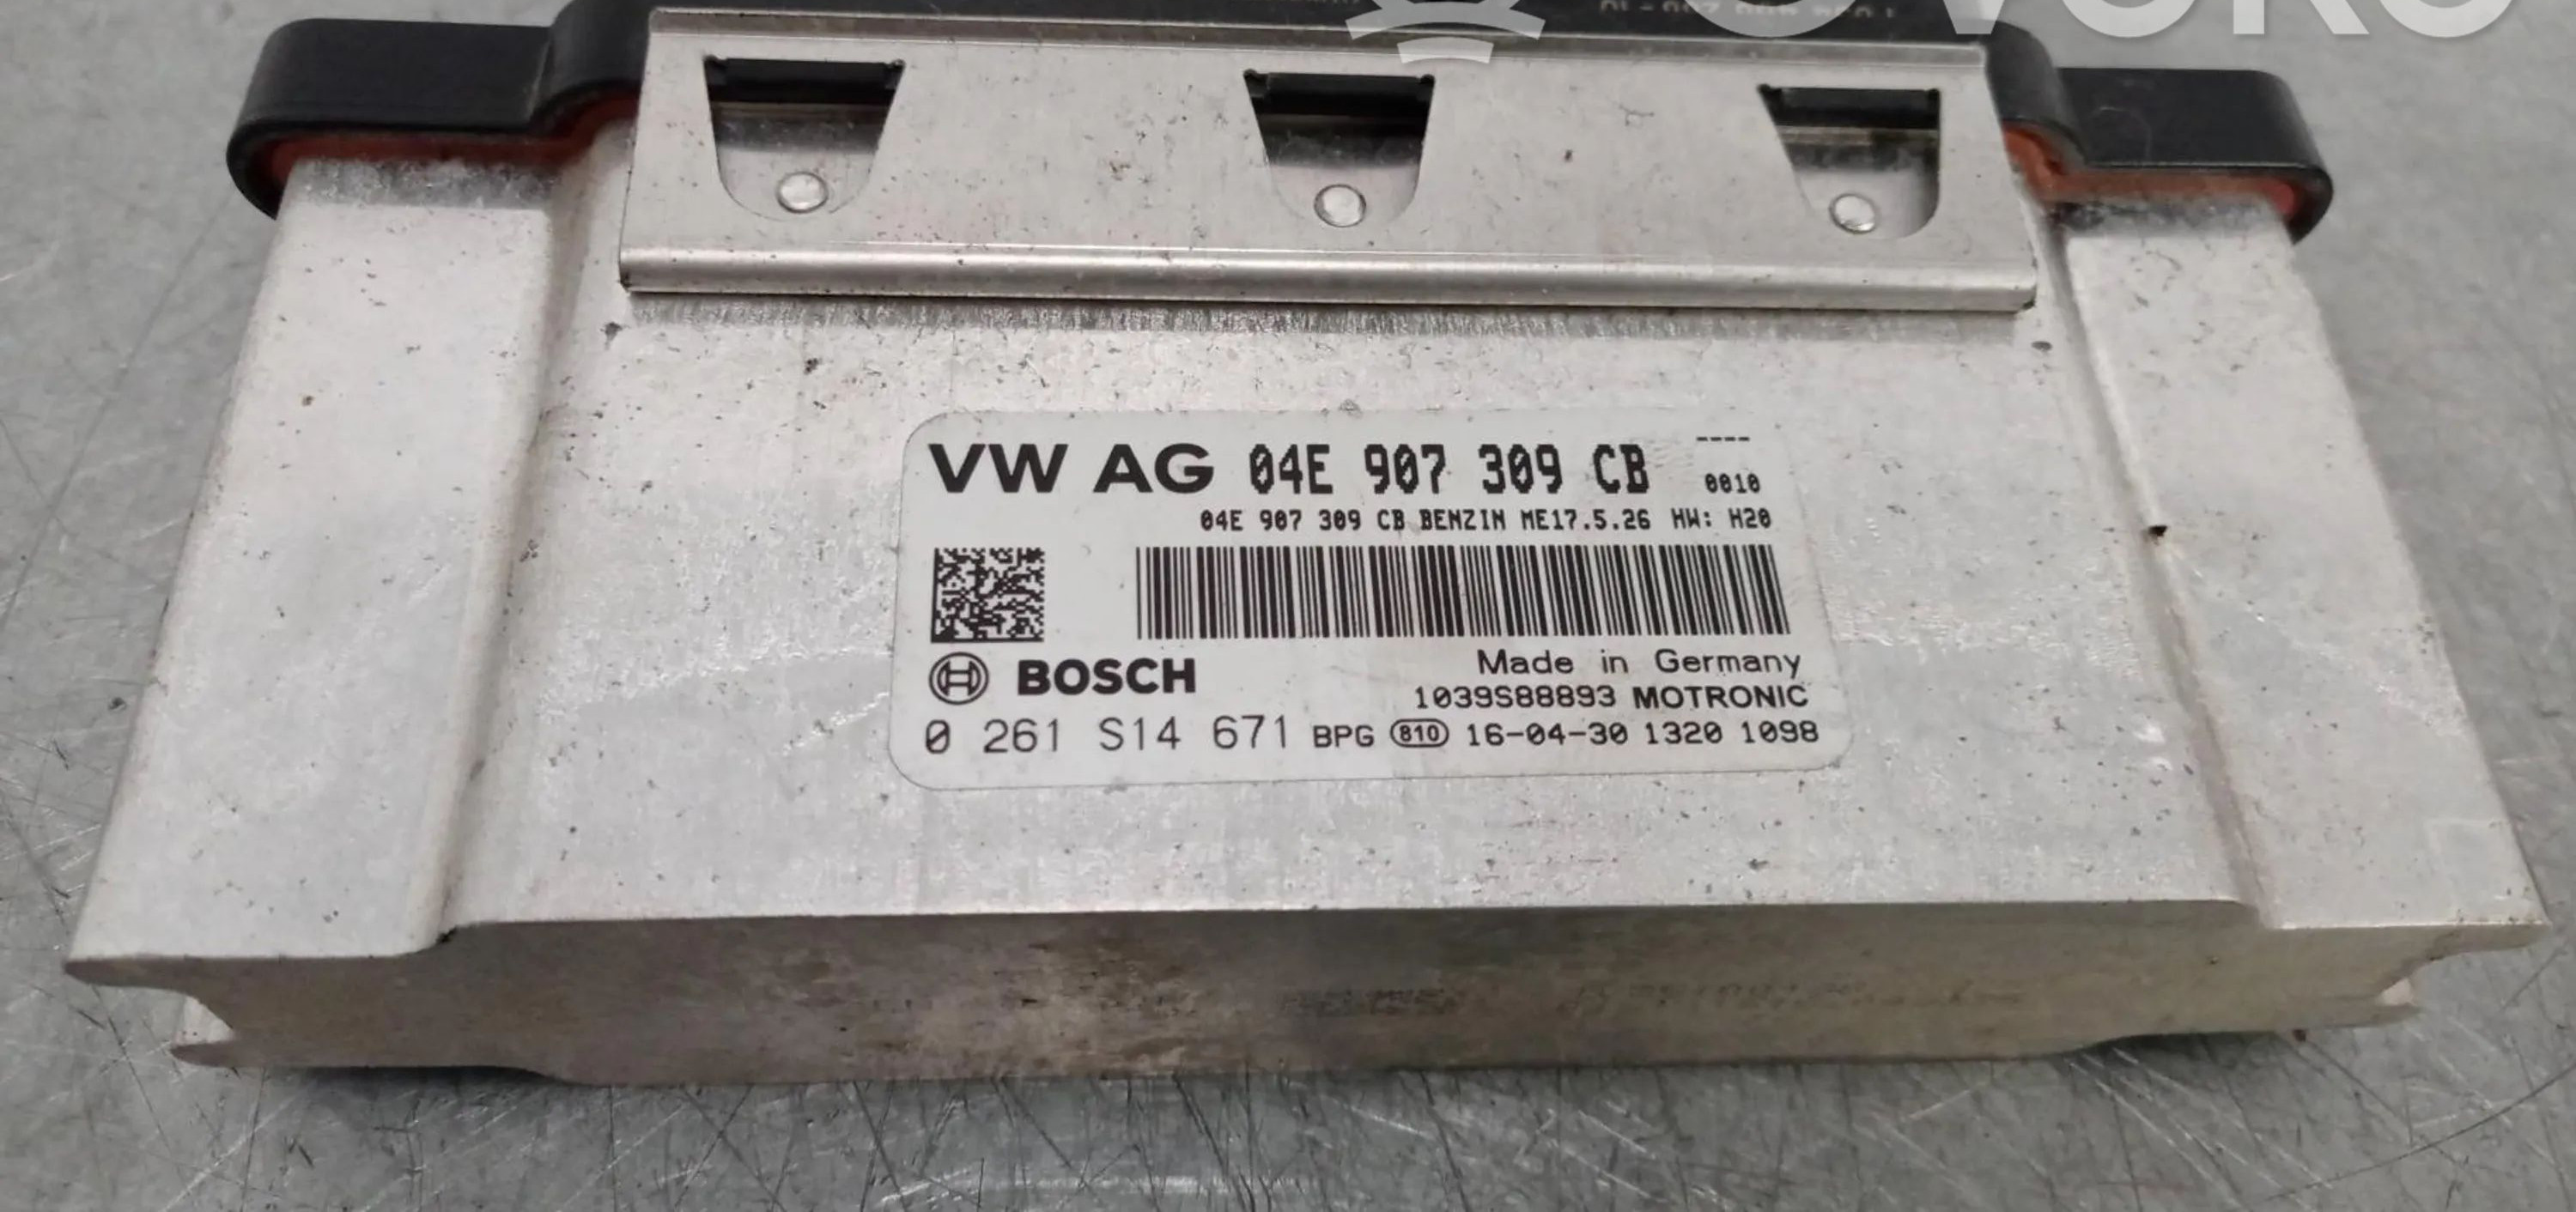 VW AG 04E 907 309 CB ----
0010
04E 907 309 CB BENZIN ME17.5.26 HW: H20
BOSCH
Made in Germany
1039S88893 MOTRONIC
0 261 S14 671 BPG 810 16-04-30 1320 1098